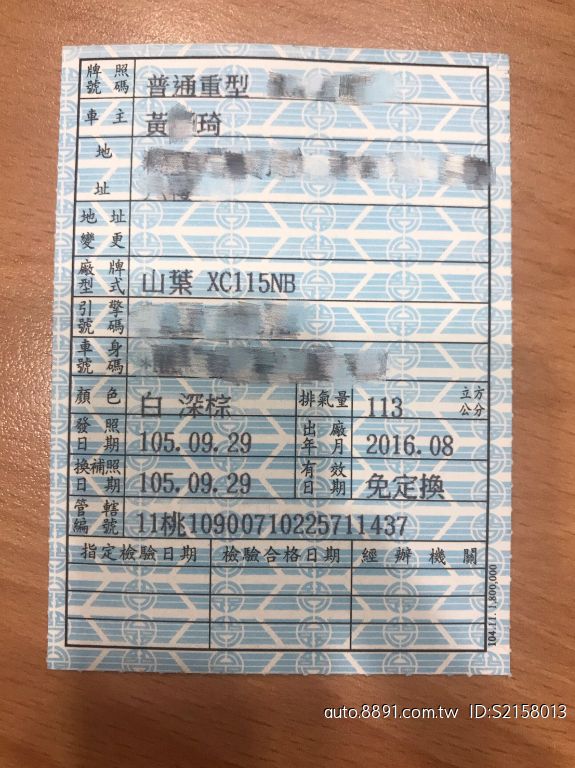 牌照號碼 普通重型
車主 黃 琦
地址
地址變更
廠牌型式 山葉 XC115NB
引擎號碼
車身號碼
顏色 白 深棕 排氣量 113 立方公分
發照日期 105.09.29 出廠年月 2016.08
換補照日期 105.09.29 有效日期 免定換
管轄編號 11桃10900710225711437
指定檢驗日期 檢驗合格日期 經辦機關
104.11. 1,800,000
auto.8891.com.tw ID:S2158013